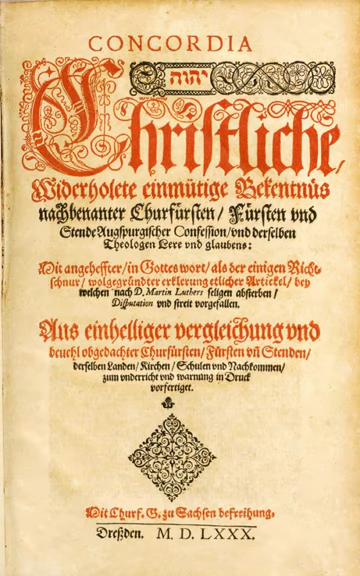 CONCORDIA
יהוה
Christliche,
Widerholete einmütige Bekentnüs
nachbenanter Churfürsten/ Fürsten vnd
Stende Augspurgischer Confession/ vnd derselben
Theologen Lere vnd glaubens:
Mit angeheffter/ in Gottes wort/ als der einigen Richt-
schnur/ wolgegründter erklerung etlicher Artickel/ bey
welchen nach D. Martin Luthers seligen absterben/
Disputation vnd streit vorgefallen.
Aus einhelliger vergleichung vnd
beuehl obgedachter Churfürsten/ Fürsten vñ Stenden/
derselben Landen/ Kirchen/ Schulen vnd Nachkommen/
zum vnderricht vnd warnung in Druck
vorfertiget.
Mit Churf. G. zu Sachsen befreihung.
Dreßden. M. D. LXXX.